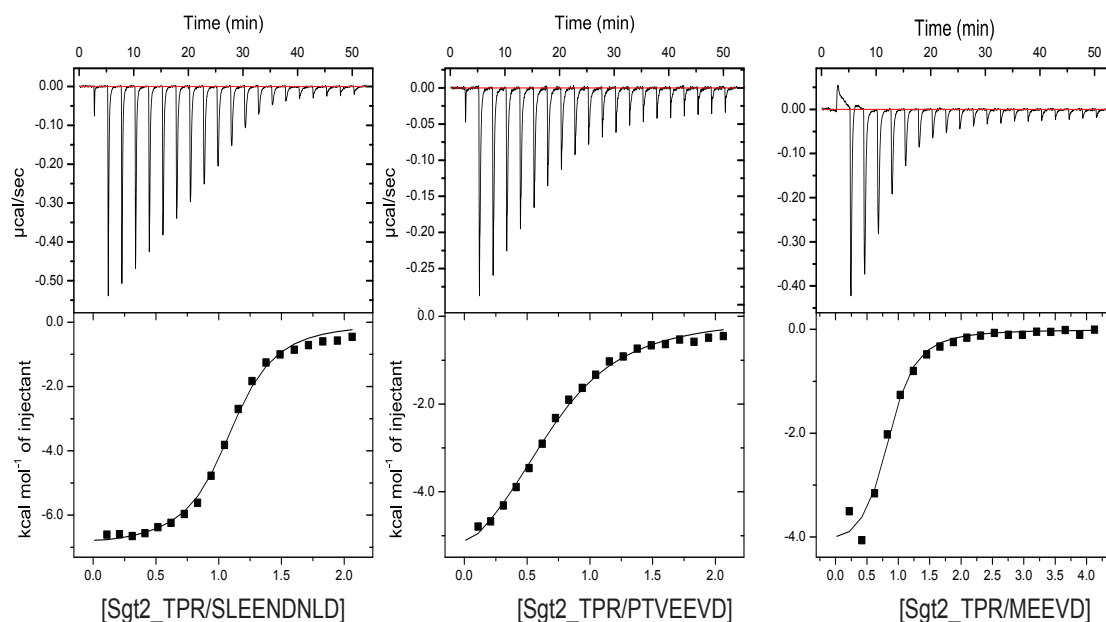 Time (min)
0 10 20 30 40 50
0.00
-0.10
-0.20
-0.30
-0.40
-0.50
µcal/sec
0.0
-2.0
-4.0
-6.0
kcal mol⁻¹ of injectant
0.0 0.5 1.0 1.5 2.0
[Sgt2_TPR/SLEENDNLD]
Time (min)
0 10 20 30 40 50
0.00
-0.05
-0.10
-0.15
-0.20
-0.25
µcal/sec
0.0
-2.0
-4.0
kcal mol⁻¹ of injectant
0.0 0.5 1.0 1.5 2.0
[Sgt2_TPR/PTVEEVD]
Time (min)
0 10 20 30 40 50
0.00
-0.10
-0.20
-0.30
-0.40
0.0
-2.0
-4.0
0.0 0.5 1.0 1.5 2.0 2.5 3.0 3.5 4.0
[Sgt2_TPR/MEEVD]